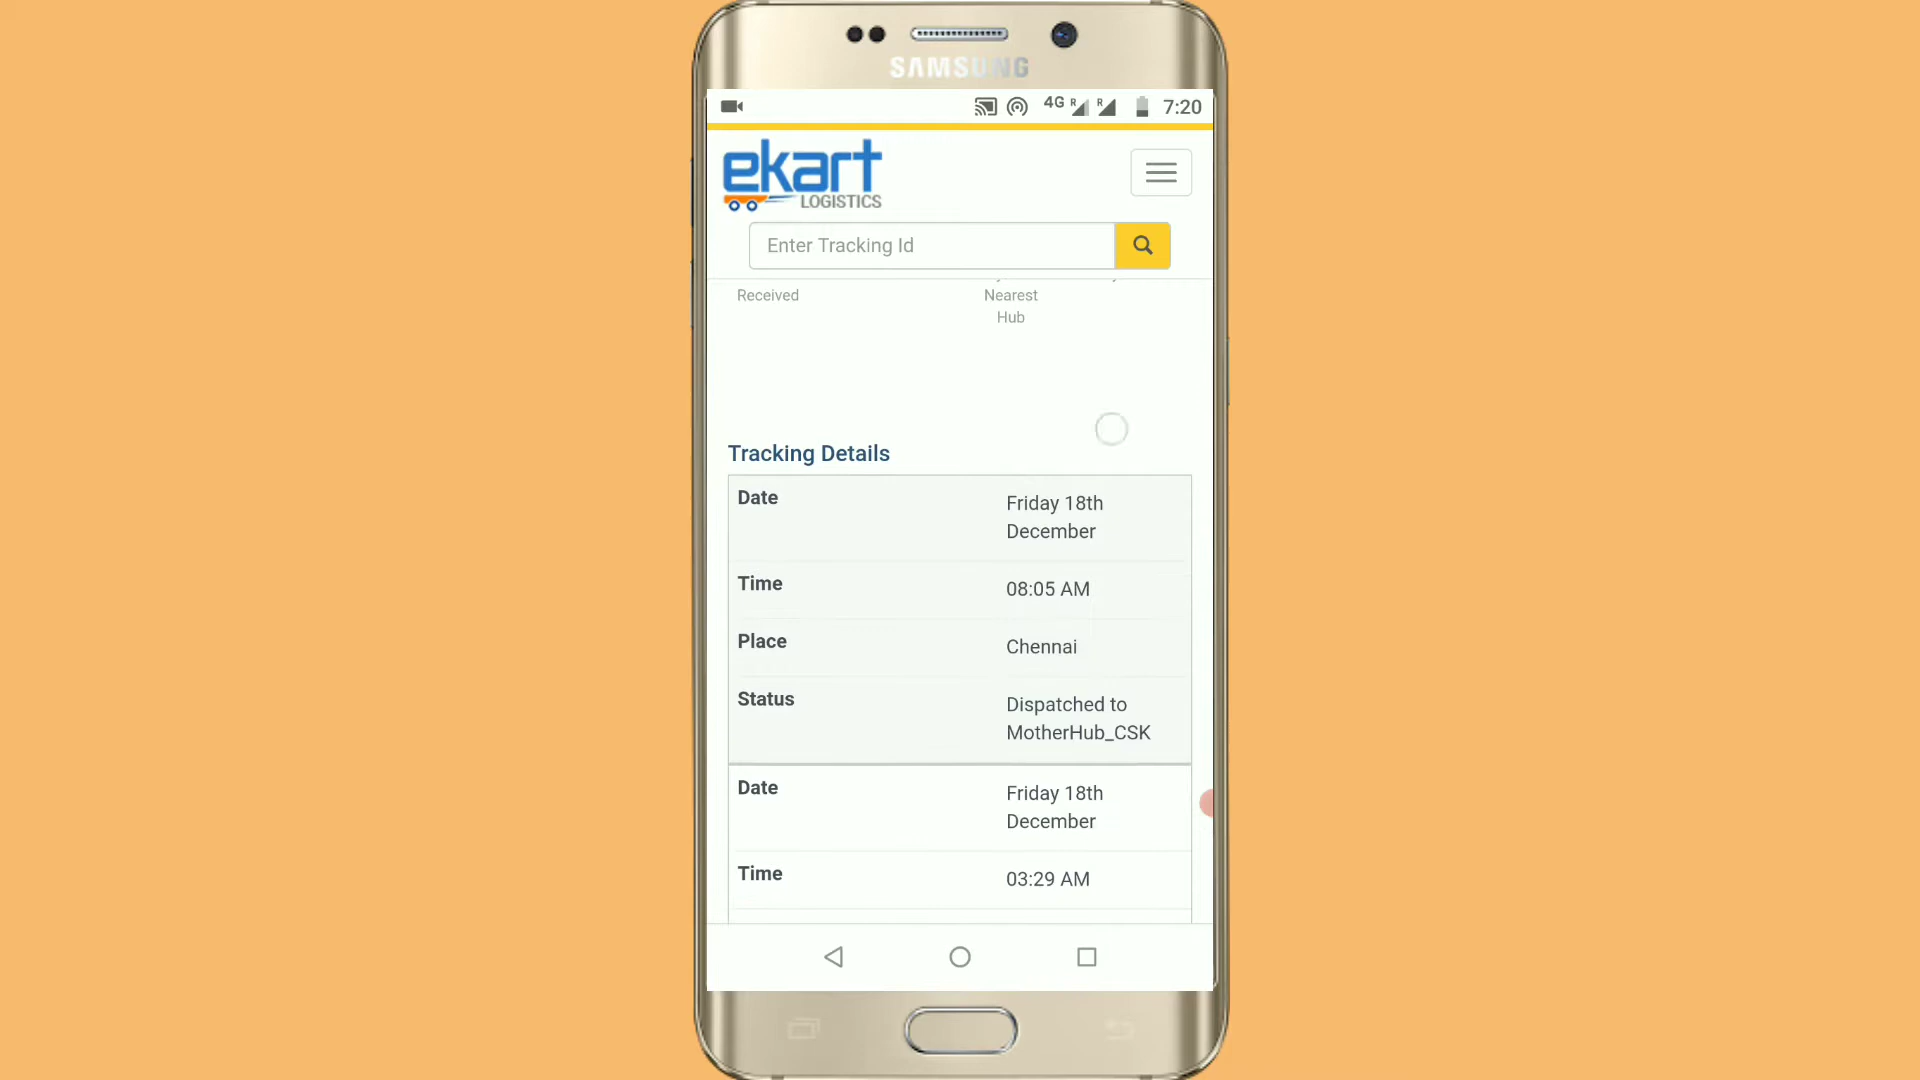 SAMSUNG
4G R R 7:20
ekart
LOGISTICS
Enter Tracking Id
Received
Nearest
Hub
Tracking Details
Date
Friday 18th
December
Time
08:05 AM
Place
Chennai
Status
Dispatched to
MotherHub_CSK
Date
Friday 18th
December
Time
03:29 AM